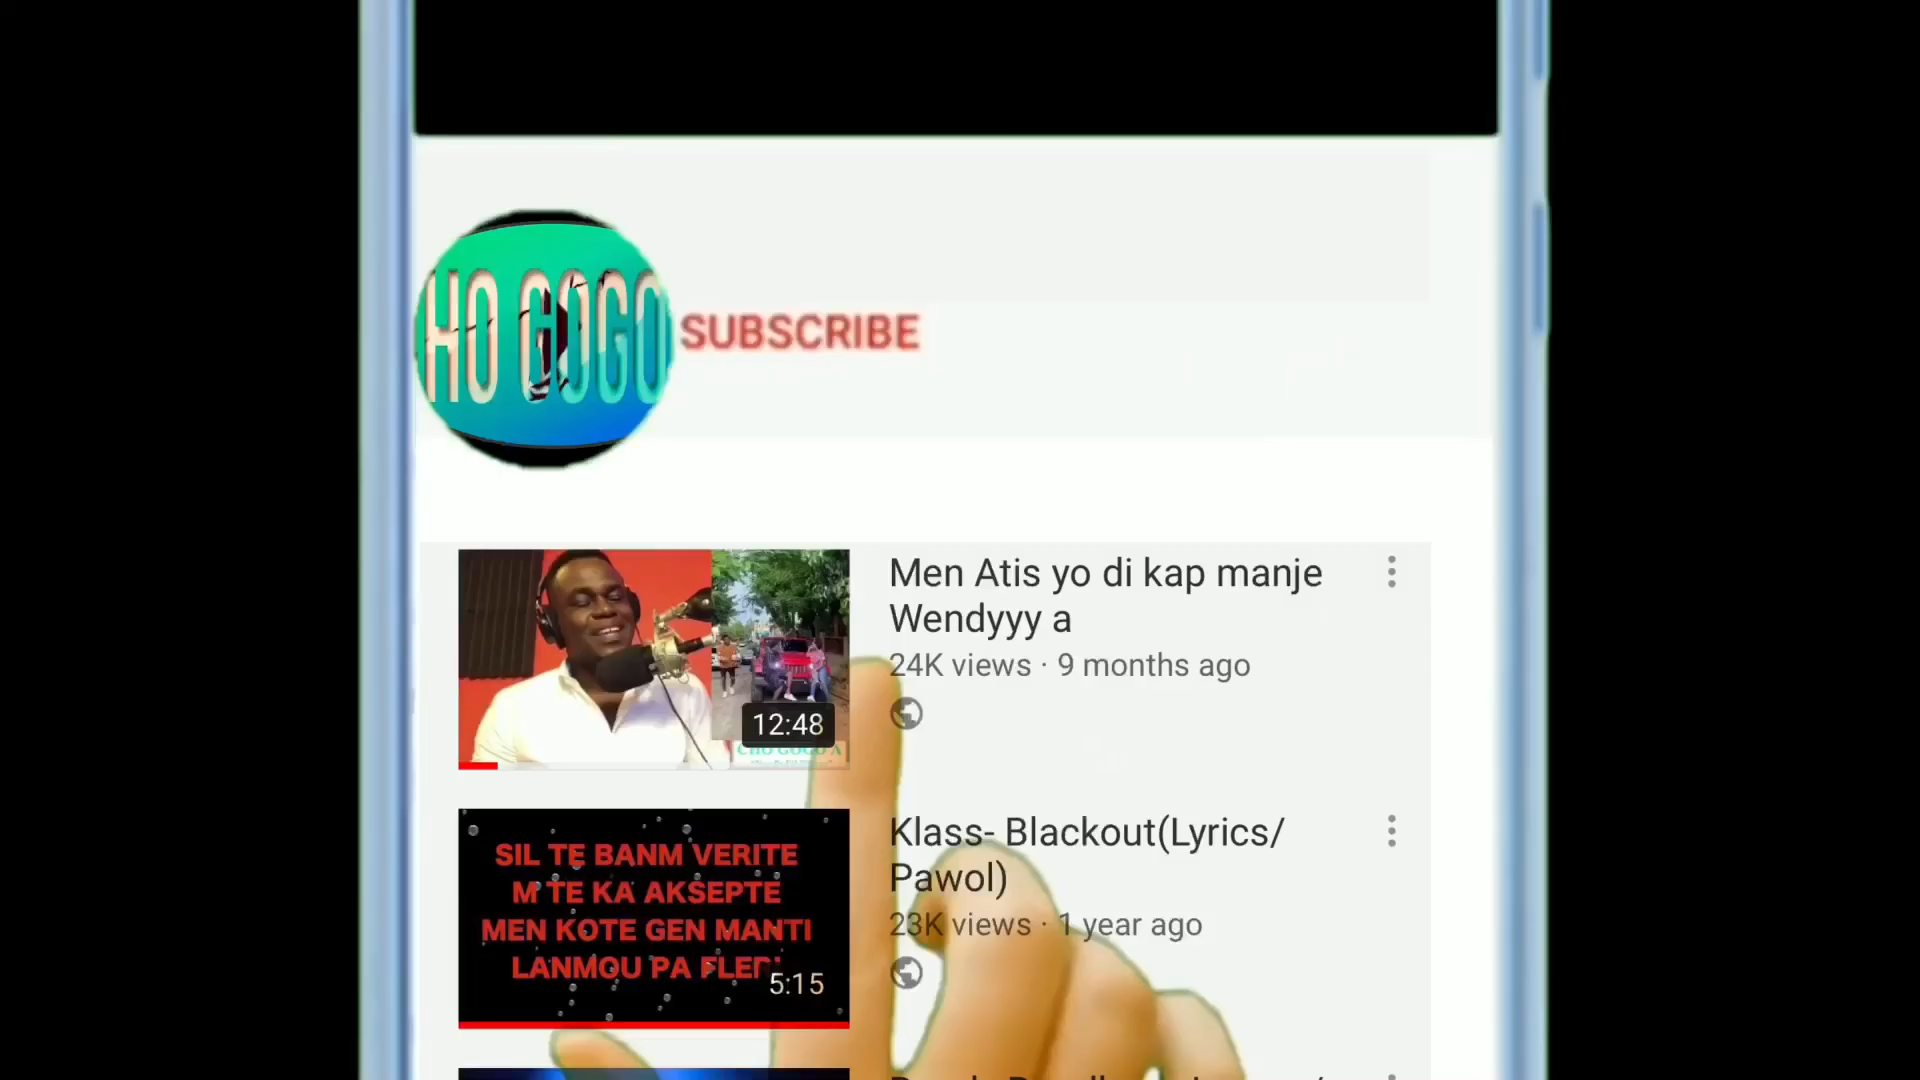 HO GOGO
SUBSCRIBE
Men Atis yo di kap manje
Wendyyy a
24K views · 9 months ago
12:48
CHO GOGO A
Klass- Blackout(Lyrics/
Pawol)
23K views · 1 year ago
SIL TE BANM VERITE
M TE KA AKSEPTE
MEN KOTE GEN MANTI
LANMOU PA
5:15